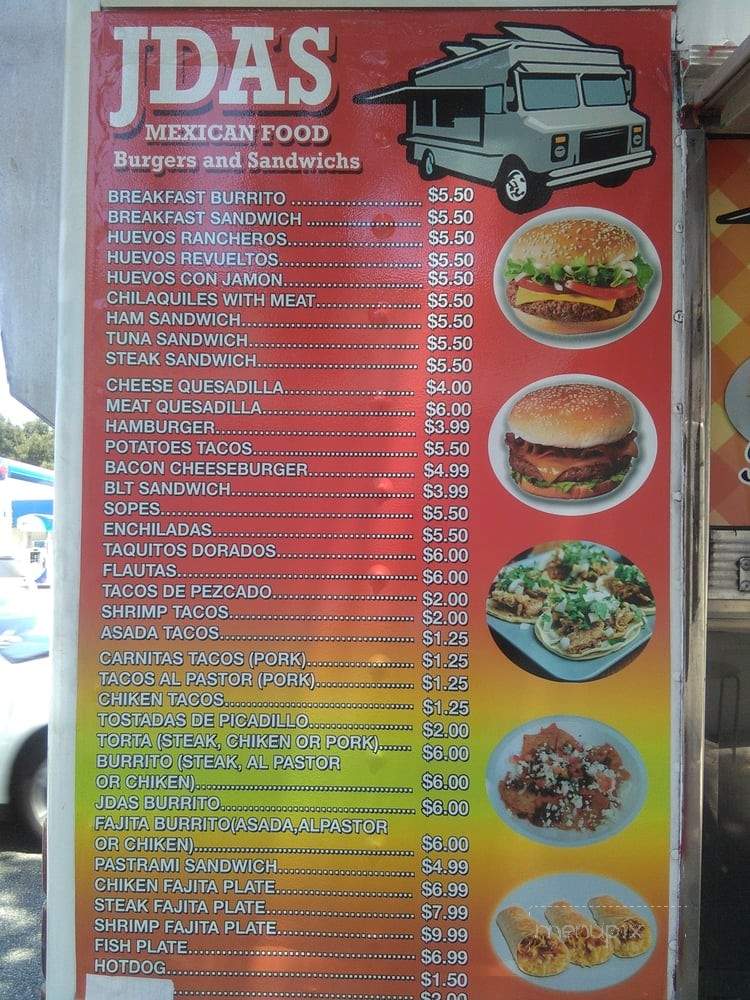 JDAS
MEXICAN FOOD
Burgers and Sandwichs
BREAKFAST BURRITO ........ $5.50
BREAKFAST SANDWICH........ $5.50
HUEVOS RANCHEROS........ $5.50
HUEVOS REVUELTOS........ $5.50
HUEVOS CON JAMON........ $5.50
CHILAQUILES WITH MEAT........ $5.50
HAM SANDWICH........ $5.50
TUNA SANDWICH........ $5.50
STEAK SANDWICH........ $5.50
CHEESE QUESADILLA........ $4.00
MEAT QUESADILLA........ $6.00
HAMBURGER........ $3.99
POTATOES TACOS........ $5.50
BACON CHEESEBURGER........ $4.99
BLT SANDWICH........ $3.99
SOPES........ $5.50
ENCHILADAS........ $5.50
TAQUITOS DORADOS........ $6.00
FLAUTAS........ $6.00
TACOS DE PEZCADO........ $2.00
SHRIMP TACOS........ $2.00
ASADA TACOS........ $1.25
CARNITAS TACOS (PORK)........ $1.25
TACOS AL PASTOR (PORK)........ $1.25
CHIKEN TACOS........ $1.25
TOSTADAS DE PICADILLO........ $2.00
TORTA (STEAK, CHIKEN OR PORK)........ $6.00
BURRITO (STEAK, AL PASTOR
OR CHIKEN)........ $6.00
JDAS BURRITO........ $6.00
FAJITA BURRITO(ASADA,ALPASTOR
OR CHIKEN)........ $6.00
PASTRAMI SANDWICH........ $4.99
CHIKEN FAJITA PLATE........ $6.99
STEAK FAJITA PLATE........ $7.99
SHRIMP FAJITA PLATE........ $9.99
FISH PLATE........ $6.99
HOTDOG........ $1.50
menupix